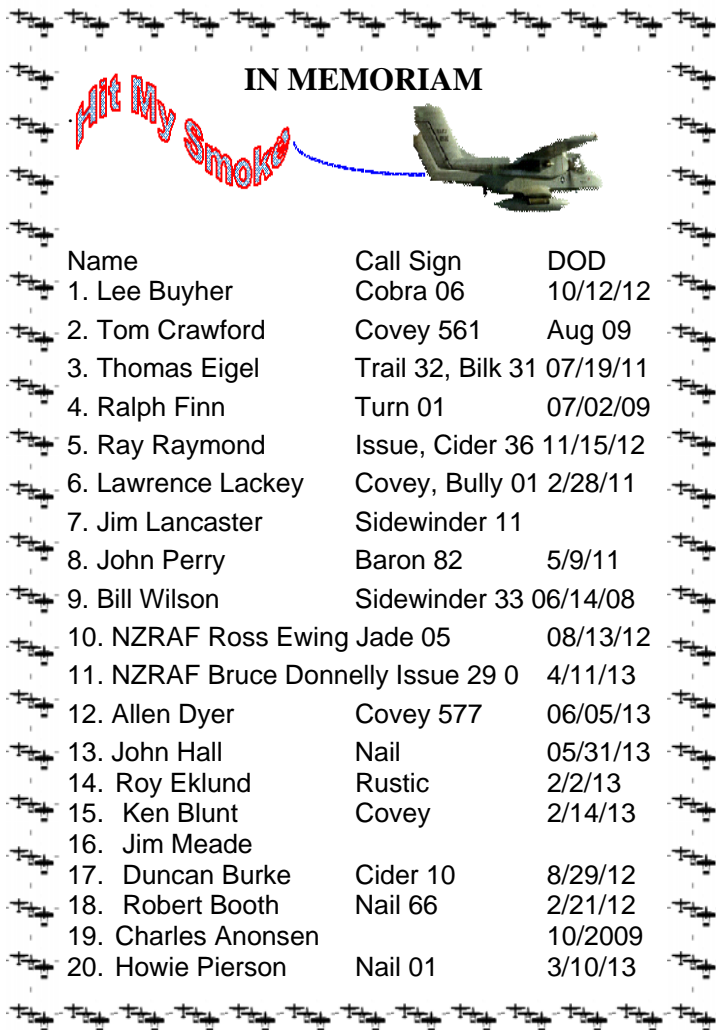 IN MEMORIAM
Hit My Smoke
Name Call Sign DOD
1. Lee Buyher Cobra 06 10/12/12
2. Tom Crawford Covey 561 Aug 09
3. Thomas Eigel Trail 32, Bilk 31 07/19/11
4. Ralph Finn Turn 01 07/02/09
5. Ray Raymond Issue, Cider 36 11/15/12
6. Lawrence Lackey Covey, Bully 01 2/28/11
7. Jim Lancaster Sidewinder 11
8. John Perry Baron 82 5/9/11
9. Bill Wilson Sidewinder 33 06/14/08
10. NZRAF Ross Ewing Jade 05 08/13/12
11. NZRAF Bruce Donnelly Issue 29 0 4/11/13
12. Allen Dyer Covey 577 06/05/13
13. John Hall Nail 05/31/13
14. Roy Eklund Rustic 2/2/13
15. Ken Blunt Covey 2/14/13
16. Jim Meade
17. Duncan Burke Cider 10 8/29/12
18. Robert Booth Nail 66 2/21/12
19. Charles Anonsen 10/2009
20. Howie Pierson Nail 01 3/10/13